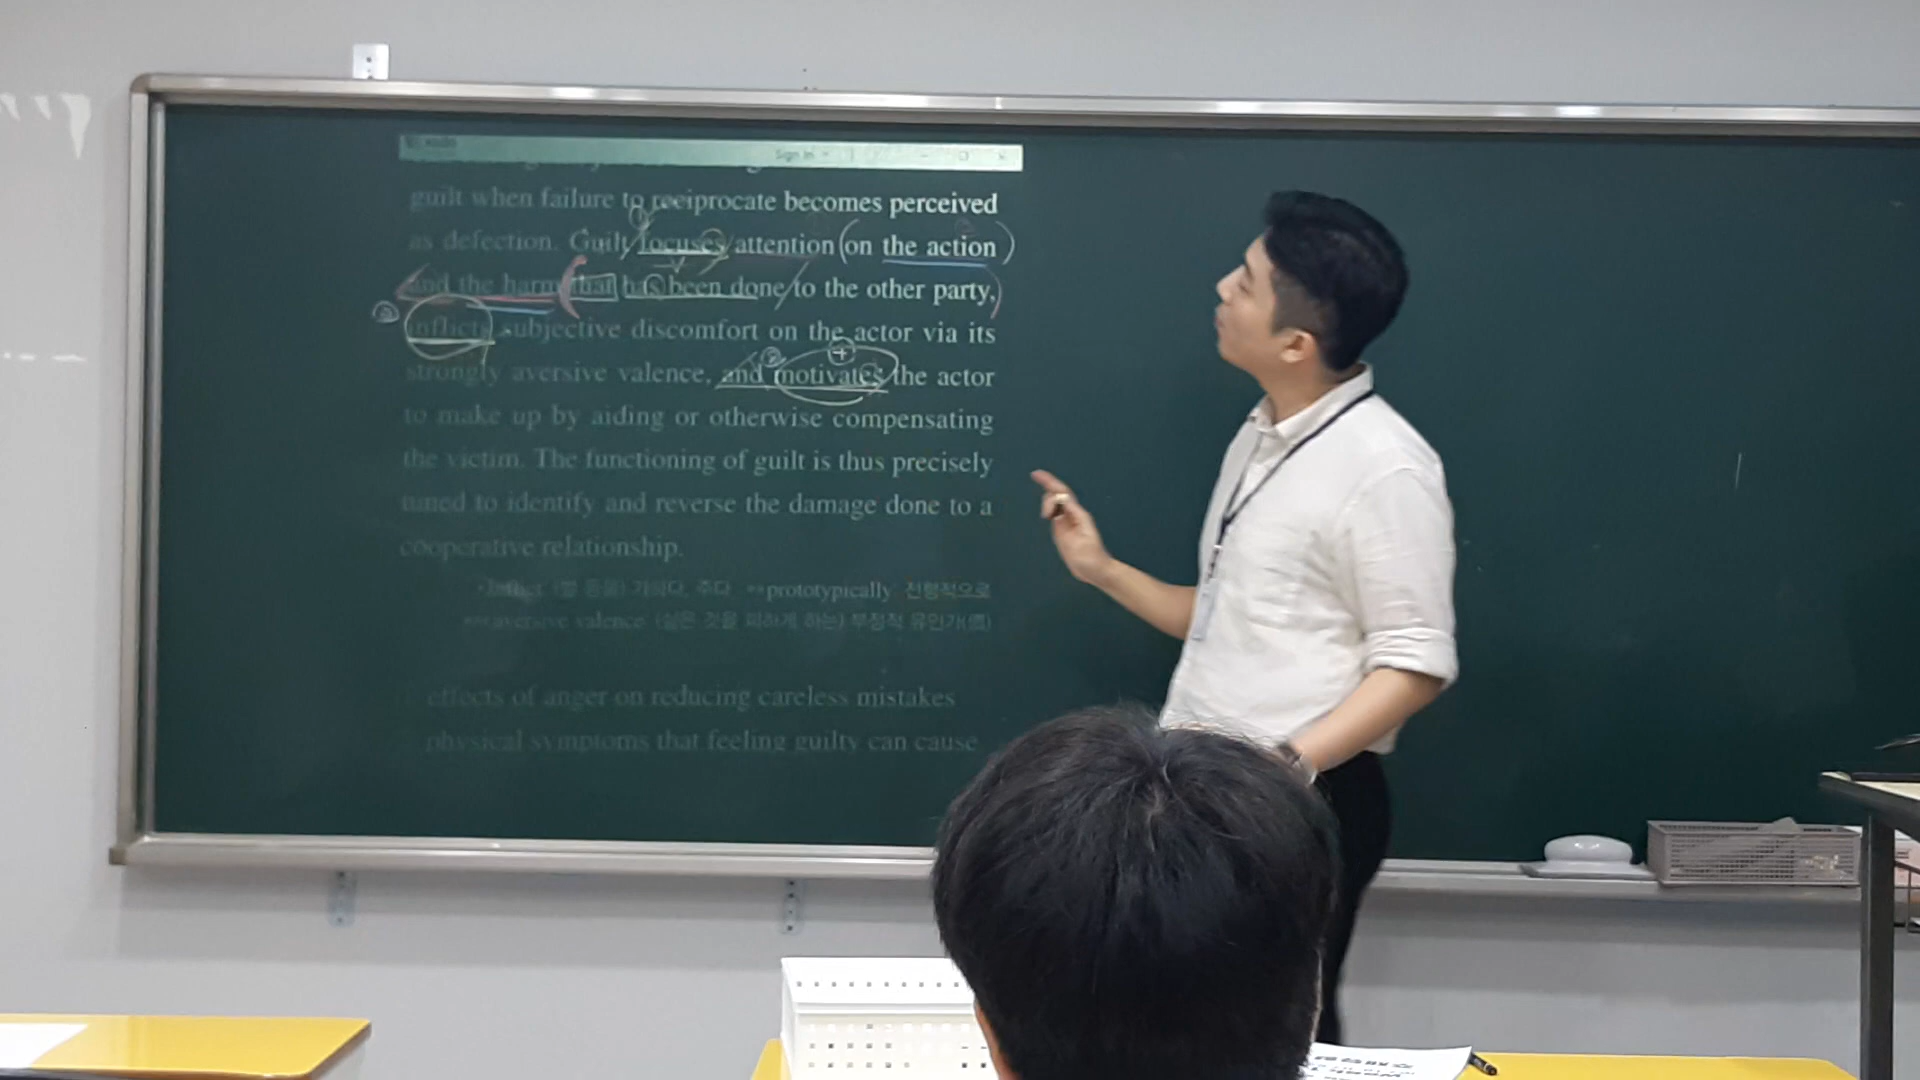 Sign In
guilt when failure to reciprocate becomes perceived
as defection. Guilt focuses attention on the action
and the harm that has been done to the other party,
inflicts subjective discomfort on the actor via its
strongly aversive valence, and motivates the actor
to make up by aiding or otherwise compensating
the victim. The functioning of guilt is thus precisely
tuned to identify and reverse the damage done to a
cooperative relationship.
*inflict (벌 등을) 가하다, 주다 **prototypically 전형적으로
***aversive valence (싫은 것을 피하게 하는) 부정적 유인가(價)
effects of anger on reducing careless mistakes
physical symptoms that feeling guilty can cause